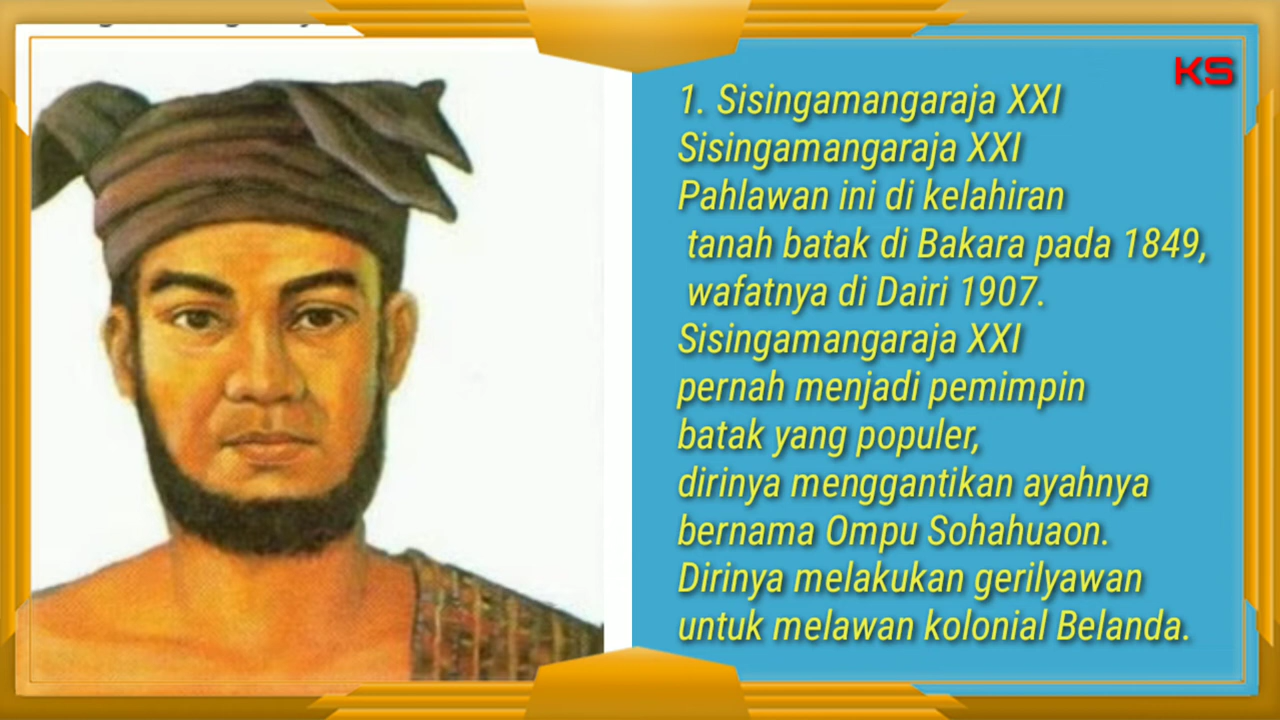 KS
1. Sisingamangaraja XXI
Sisingamangaraja XXI
Pahlawan ini di kelahiran
tanah batak di Bakara pada 1849,
wafatnya di Dairi 1907.
Sisingamangaraja XXI
pernah menjadi pemimpin
batak yang populer,
dirinya menggantikan ayahnya
bernama Ompu Sohahuaon.
Dirinya melakukan gerilyawan
untuk melawan kolonial Belanda.